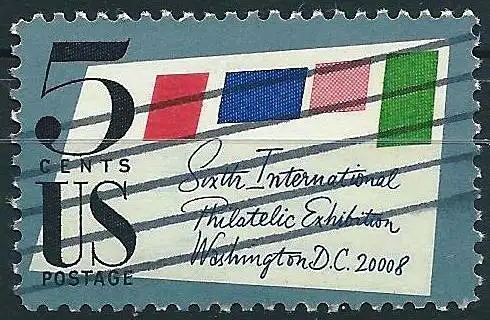 5
CENTS
US
POSTAGE
Sixth International
Philatelic Exhibition
Washington D.C. 20008